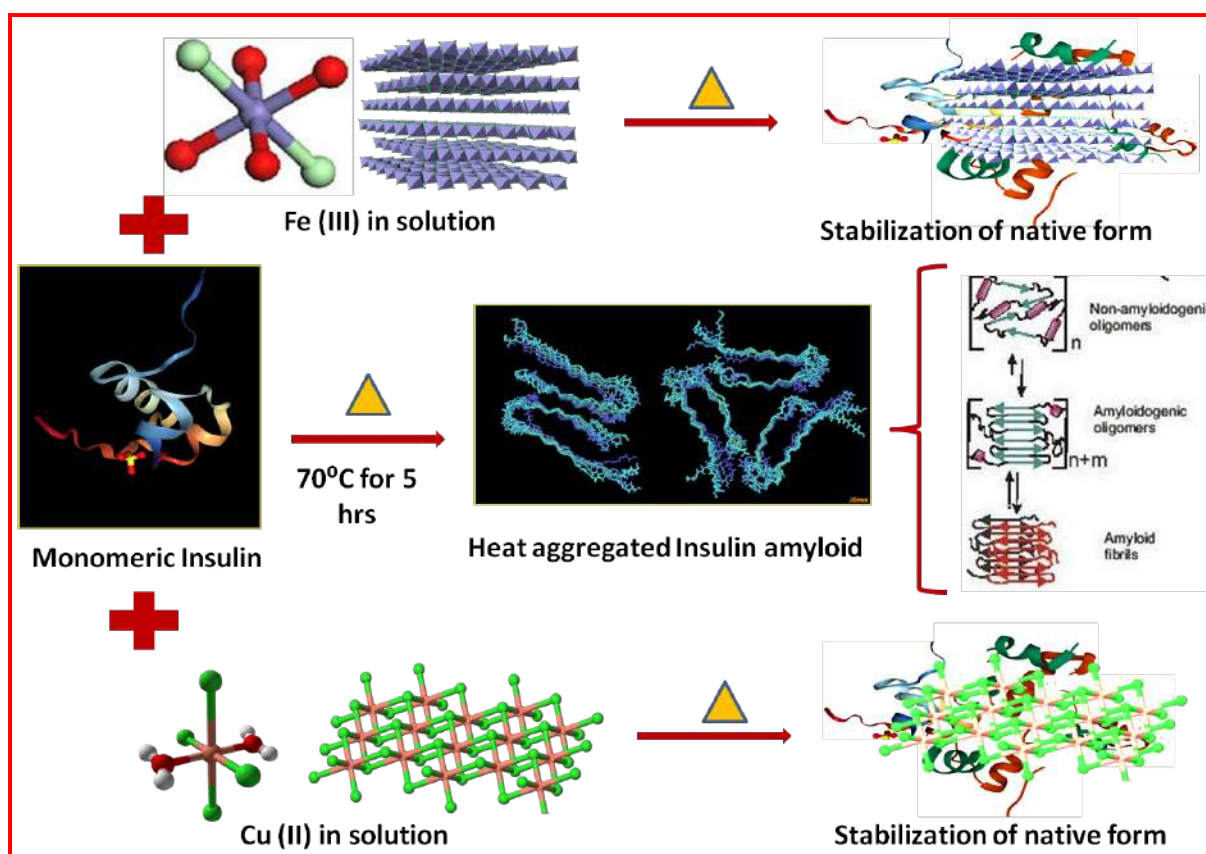 Fe (III) in solution
Stabilization of native form
Non-amyloidogenic
oligomers
n
Amyloidogenic
oligomers
n+m
Amyloid
fibrils
70⁰C for 5
hrs
Monomeric Insulin
Heat aggregated Insulin amyloid
Cu (II) in solution
Stabilization of native form